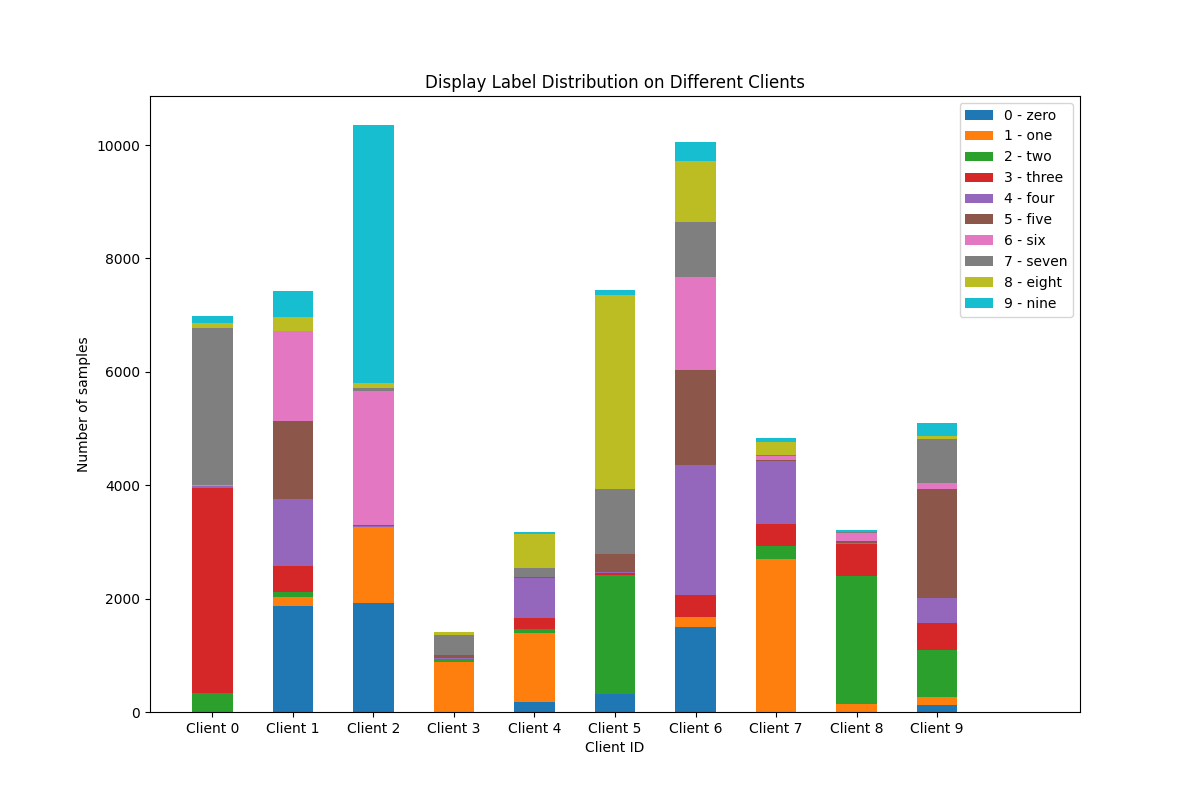 Display Label Distribution on Different Clients
Number of samples
10000
8000
6000
4000
2000
0
0 - zero
1 - one
2 - two
3 - three
4 - four
5 - five
6 - six
7 - seven
8 - eight
9 - nine
Client 0 Client 1 Client 2 Client 3 Client 4 Client 5 Client 6 Client 7 Client 8 Client 9
Client ID